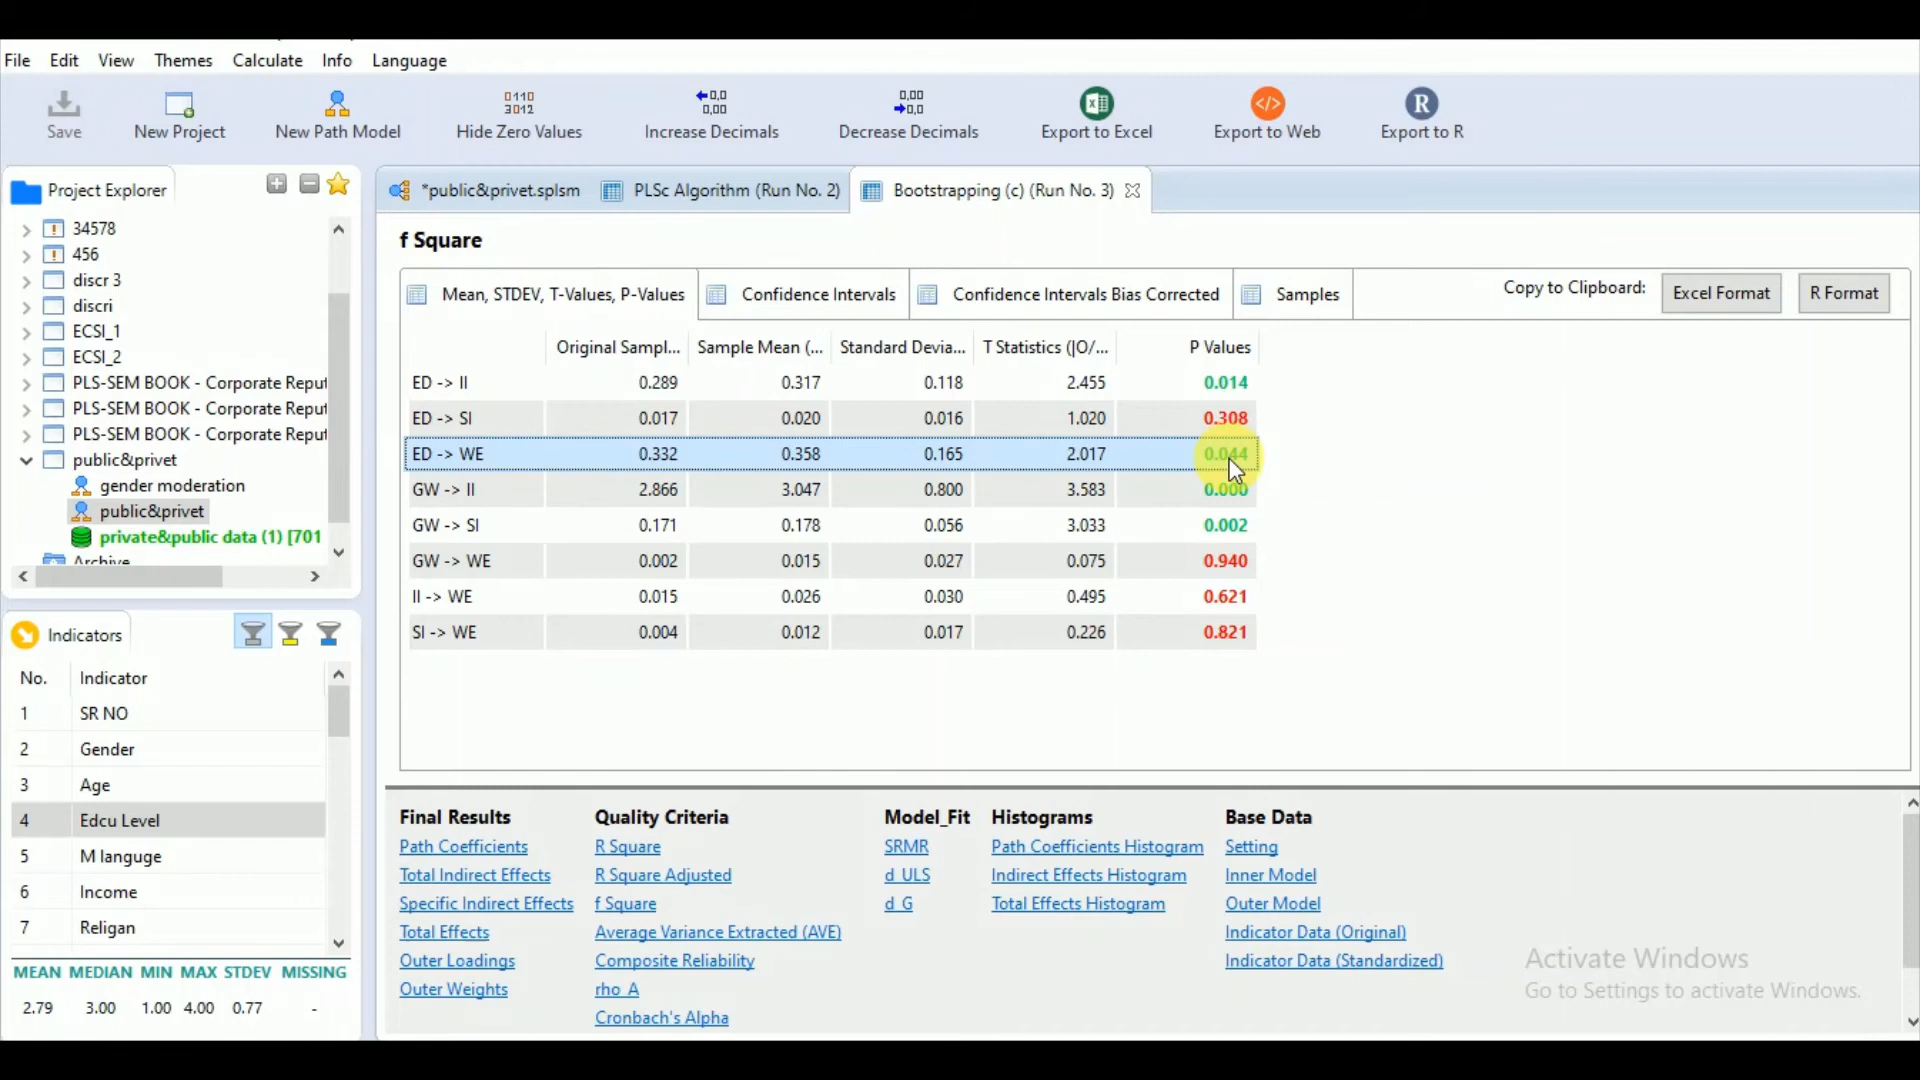 File Edit View Themes Calculate Info Language
Save New Project New Path Model Hide Zero Values Increase Decimals Decrease Decimals Export to Excel Export to Web Export to R
Project Explorer
34578
456
discr 3
discri
ECSI_1
ECSI_2
PLS-SEM BOOK - Corporate Reput
PLS-SEM BOOK - Corporate Reput
PLS-SEM BOOK - Corporate Reput
public&privet
gender moderation
public&privet
private&public data (1) [701
Archive
Indicators
No. Indicator
1 SR NO
2 Gender
3 Age
4 Edcu Level
5 M languge
6 Income
7 Religan
MEAN MEDIAN MIN MAX STDEV MISSING
2.79 3.00 1.00 4.00 0.77 -
*public&privet.splsm PLSc Algorithm (Run No. 2) Bootstrapping (c) (Run No. 3)
f Square
Mean, STDEV, T-Values, P-Values Confidence Intervals Confidence Intervals Bias Corrected Samples Copy to Clipboard: Excel Format R Format
Original Sampl... Sample Mean (... Standard Devia... T Statistics (|O/... P Values
ED -> II 0.289 0.317 0.118 2.455 0.014
ED -> SI 0.017 0.020 0.016 1.020 0.308
ED -> WE 0.332 0.358 0.165 2.017 0.044
GW -> II 2.866 3.047 0.800 3.583 0.000
GW -> SI 0.171 0.178 0.056 3.033 0.002
GW -> WE 0.002 0.015 0.027 0.075 0.940
II -> WE 0.015 0.026 0.030 0.495 0.621
SI -> WE 0.004 0.012 0.017 0.226 0.821
Final Results Quality Criteria Model_Fit Histograms Base Data
Path Coefficients R Square SRMR Path Coefficients Histogram Setting
Total Indirect Effects R Square Adjusted d_ULS Indirect Effects Histogram Inner Model
Specific Indirect Effects f Square d_G Total Effects Histogram Outer Model
Total Effects Average Variance Extracted (AVE) Indicator Data (Original)
Outer Loadings Composite Reliability Indicator Data (Standardized)
Outer Weights rho_A
Cronbach's Alpha
Activate Windows
Go to Settings to activate Windows.